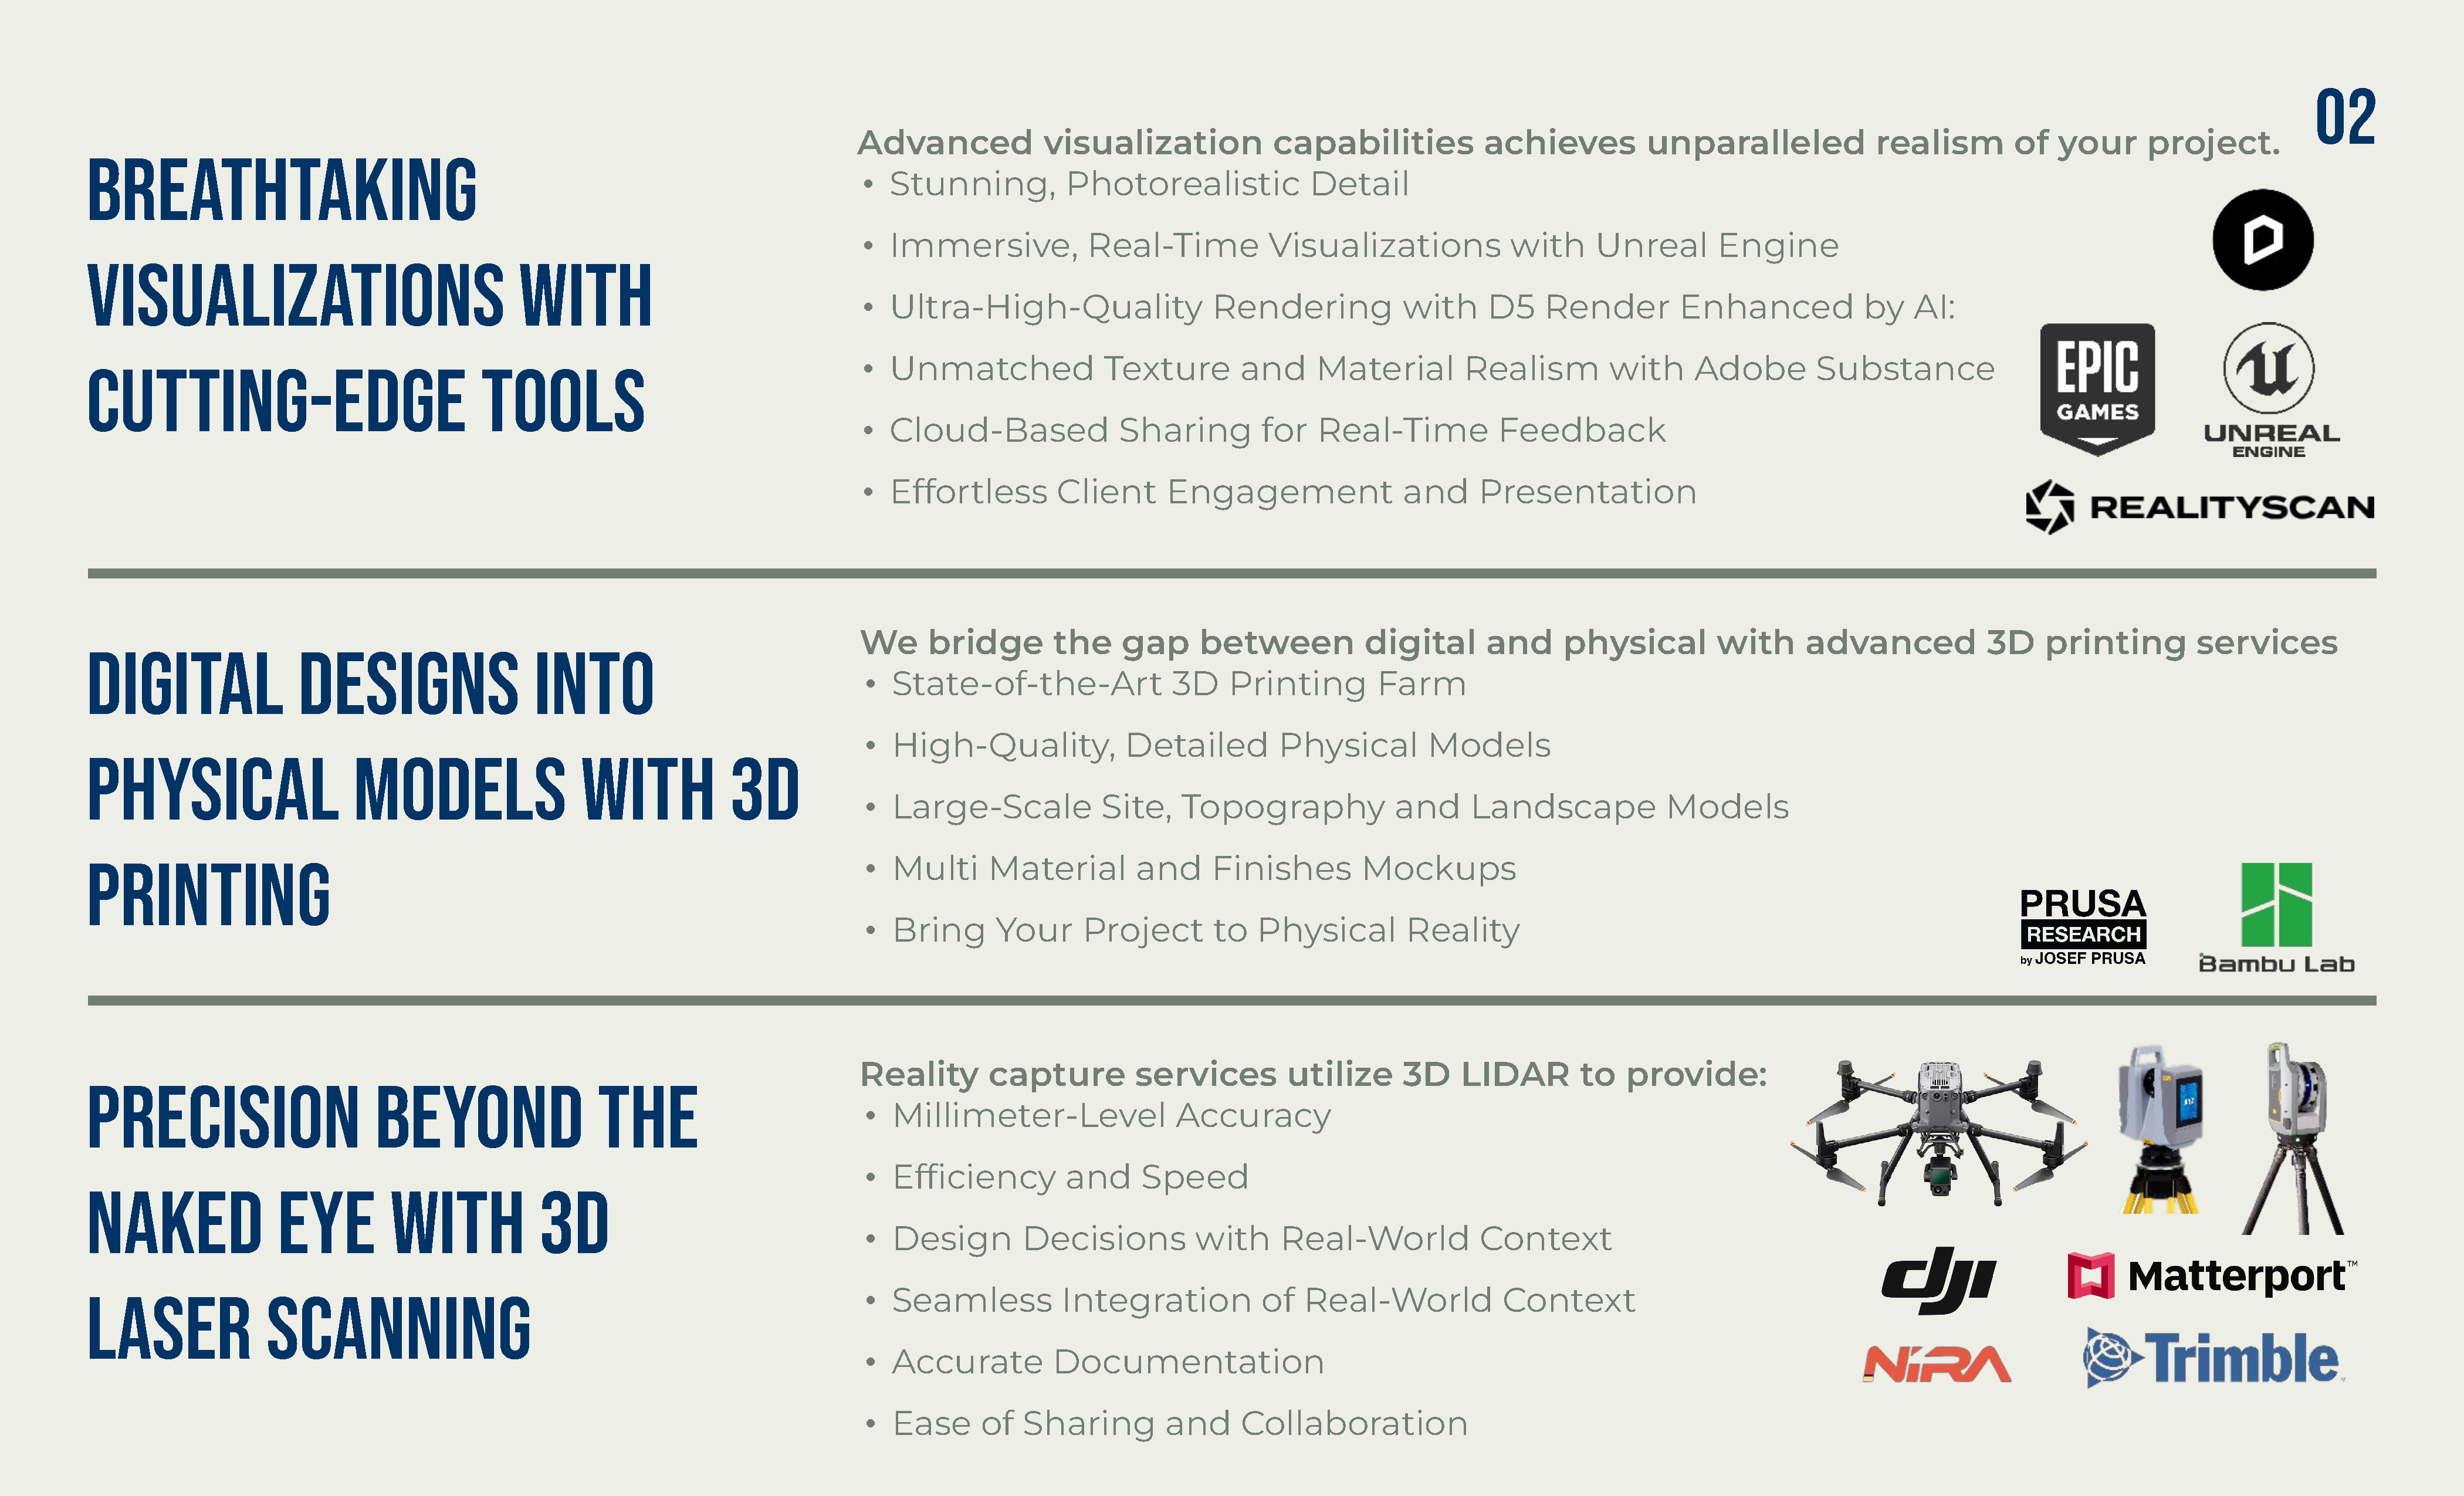 02
BREATHTAKING
VISUALIZATIONS WITH
CUTTING-EDGE TOOLS
Advanced visualization capabilities achieves unparalleled realism of your project.
• Stunning, Photorealistic Detail
• Immersive, Real-Time Visualizations with Unreal Engine
• Ultra-High-Quality Rendering with D5 Render Enhanced by AI:
• Unmatched Texture and Material Realism with Adobe Substance
• Cloud-Based Sharing for Real-Time Feedback
• Effortless Client Engagement and Presentation
EPIC
GAMES
UNREAL
ENGINE
REALITYSCAN
DIGITAL DESIGNS INTO
PHYSICAL MODELS WITH 3D
PRINTING
We bridge the gap between digital and physical with advanced 3D printing services
• State-of-the-Art 3D Printing Farm
• High-Quality, Detailed Physical Models
• Large-Scale Site, Topography and Landscape Models
• Multi Material and Finishes Mockups
• Bring Your Project to Physical Reality
PRUSA
RESEARCH
by JOSEF PRUSA
Bambu Lab
PRECISION BEYOND THE
NAKED EYE WITH 3D
LASER SCANNING
Reality capture services utilize 3D LIDAR to provide:
• Millimeter-Level Accuracy
• Efficiency and Speed
• Design Decisions with Real-World Context
• Seamless Integration of Real-World Context
• Accurate Documentation
• Ease of Sharing and Collaboration
dji
Matterport™
NIRA
Trimble